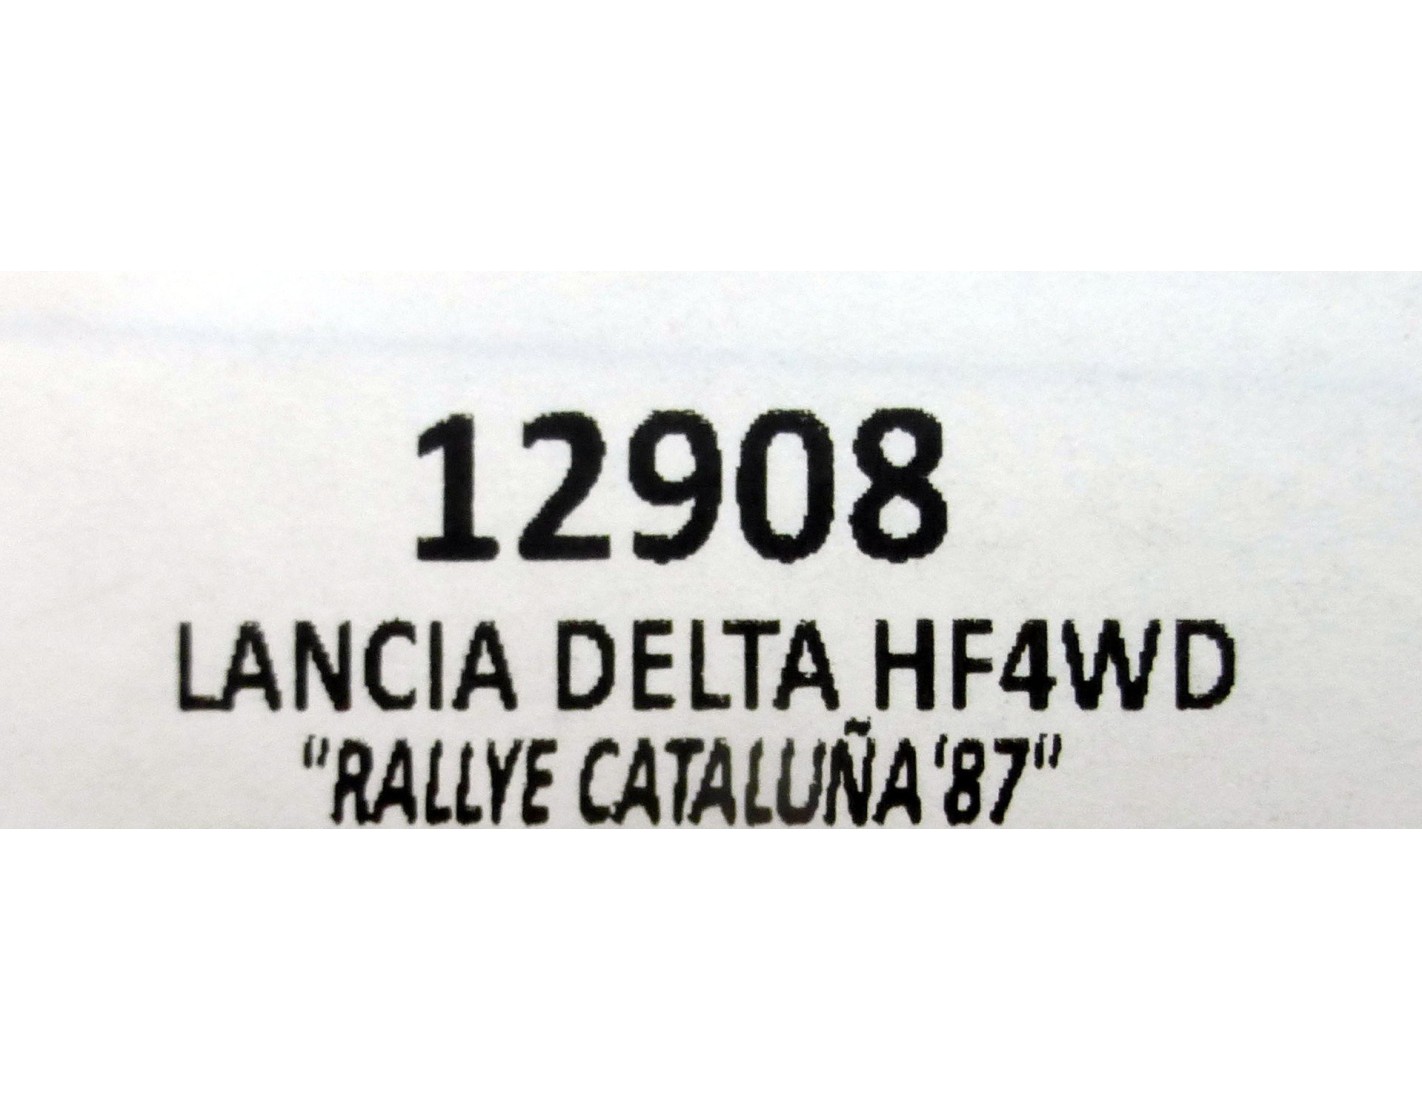 12908
LANCIA DELTA HF4WD
"RALLYE CATALUÑA'87"